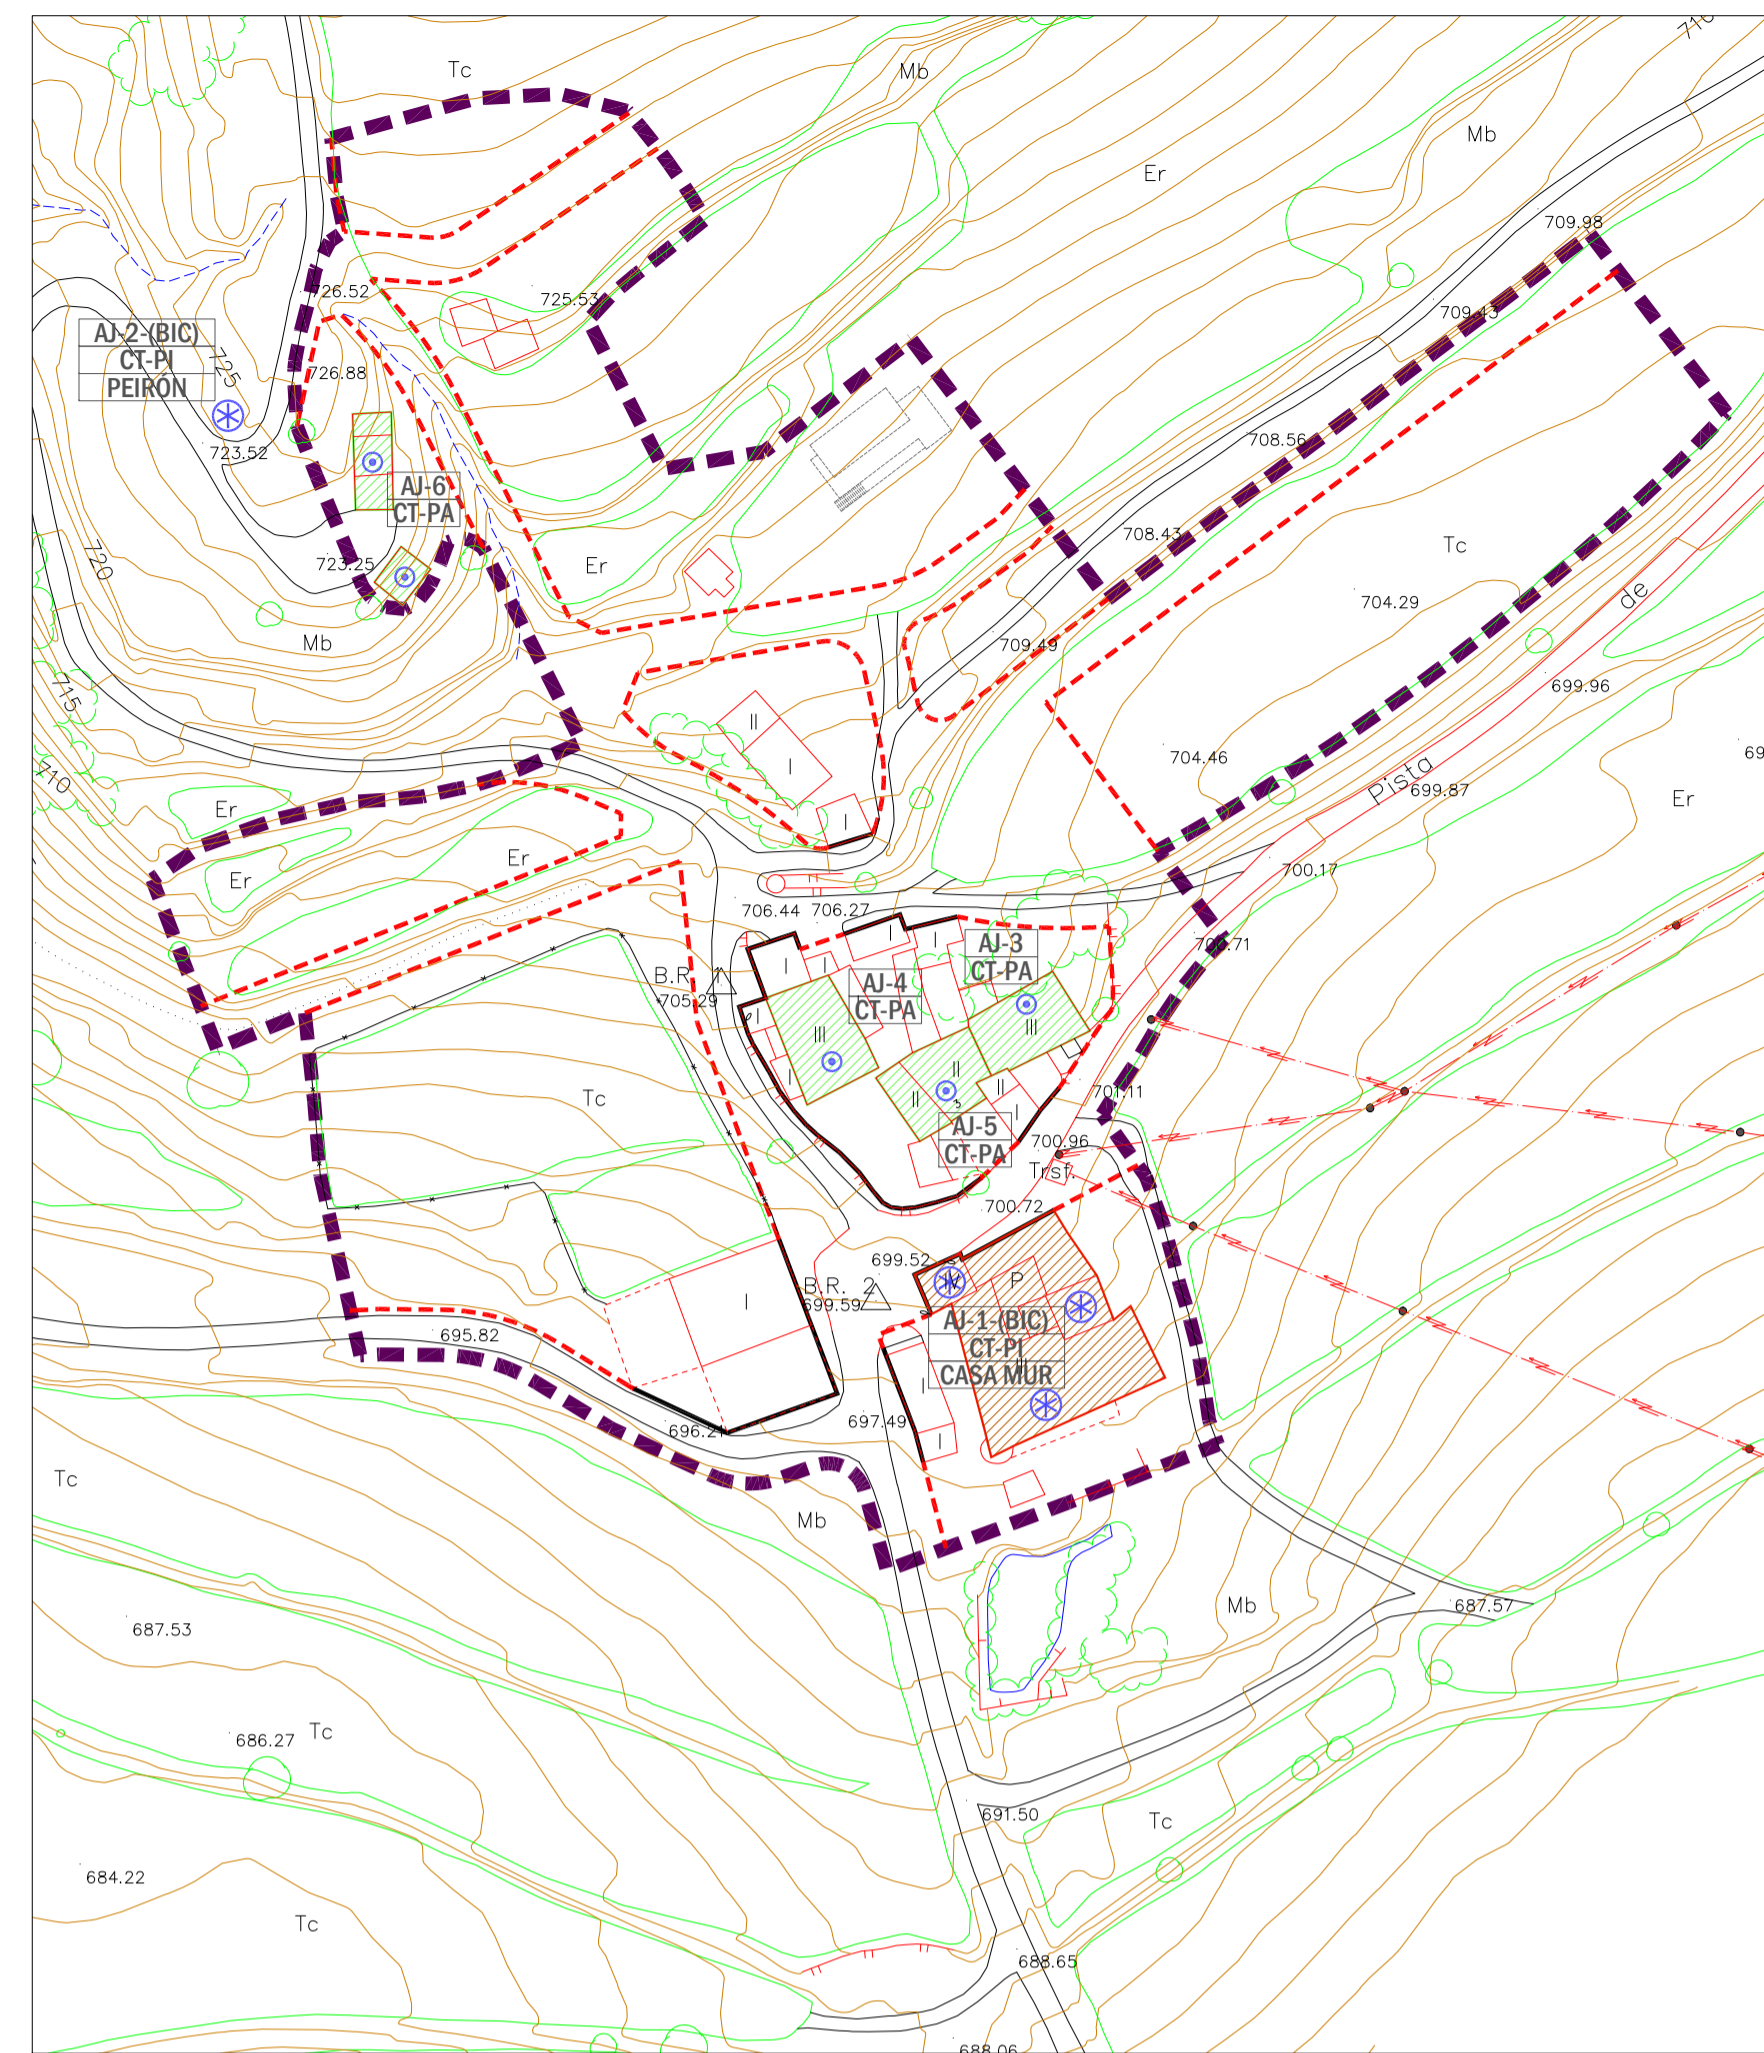 710
Tc
Mb
Mb
Er
709.98
726.52
725.53
709.43
AJ-2-(BIC)
CT-PI
PEIRÓN
725
726.88
723.52
708.56
AJ-6
CT-PA
708.43
Tc
720
723.25
Er
704.29
de
Mb
709.49
715
699.96
II
I
704.46
69
710
Pista
699.87
Er
Er
I
Er
Er
700.17
706.44
706.27
I
I
AJ-3
CT-PA
700.71
I
I
B.R. 1
AJ-4
CT-PA
705.29
I
III
III
I
II
II
II
I
701.11
Tc
AJ-5
CT-PA
700.96
Trsf.
700.72
699.52
IV
P
B.R. 2
699.59
I
AJ-1-(BIC)
CT-PI
CASA MUR
III
695.82
I
697.49
696.21
I
Tc
Mb
Mb
687.57
687.53
686.27
Tc
691.50
Tc
684.22
Tc
688.65
688.06